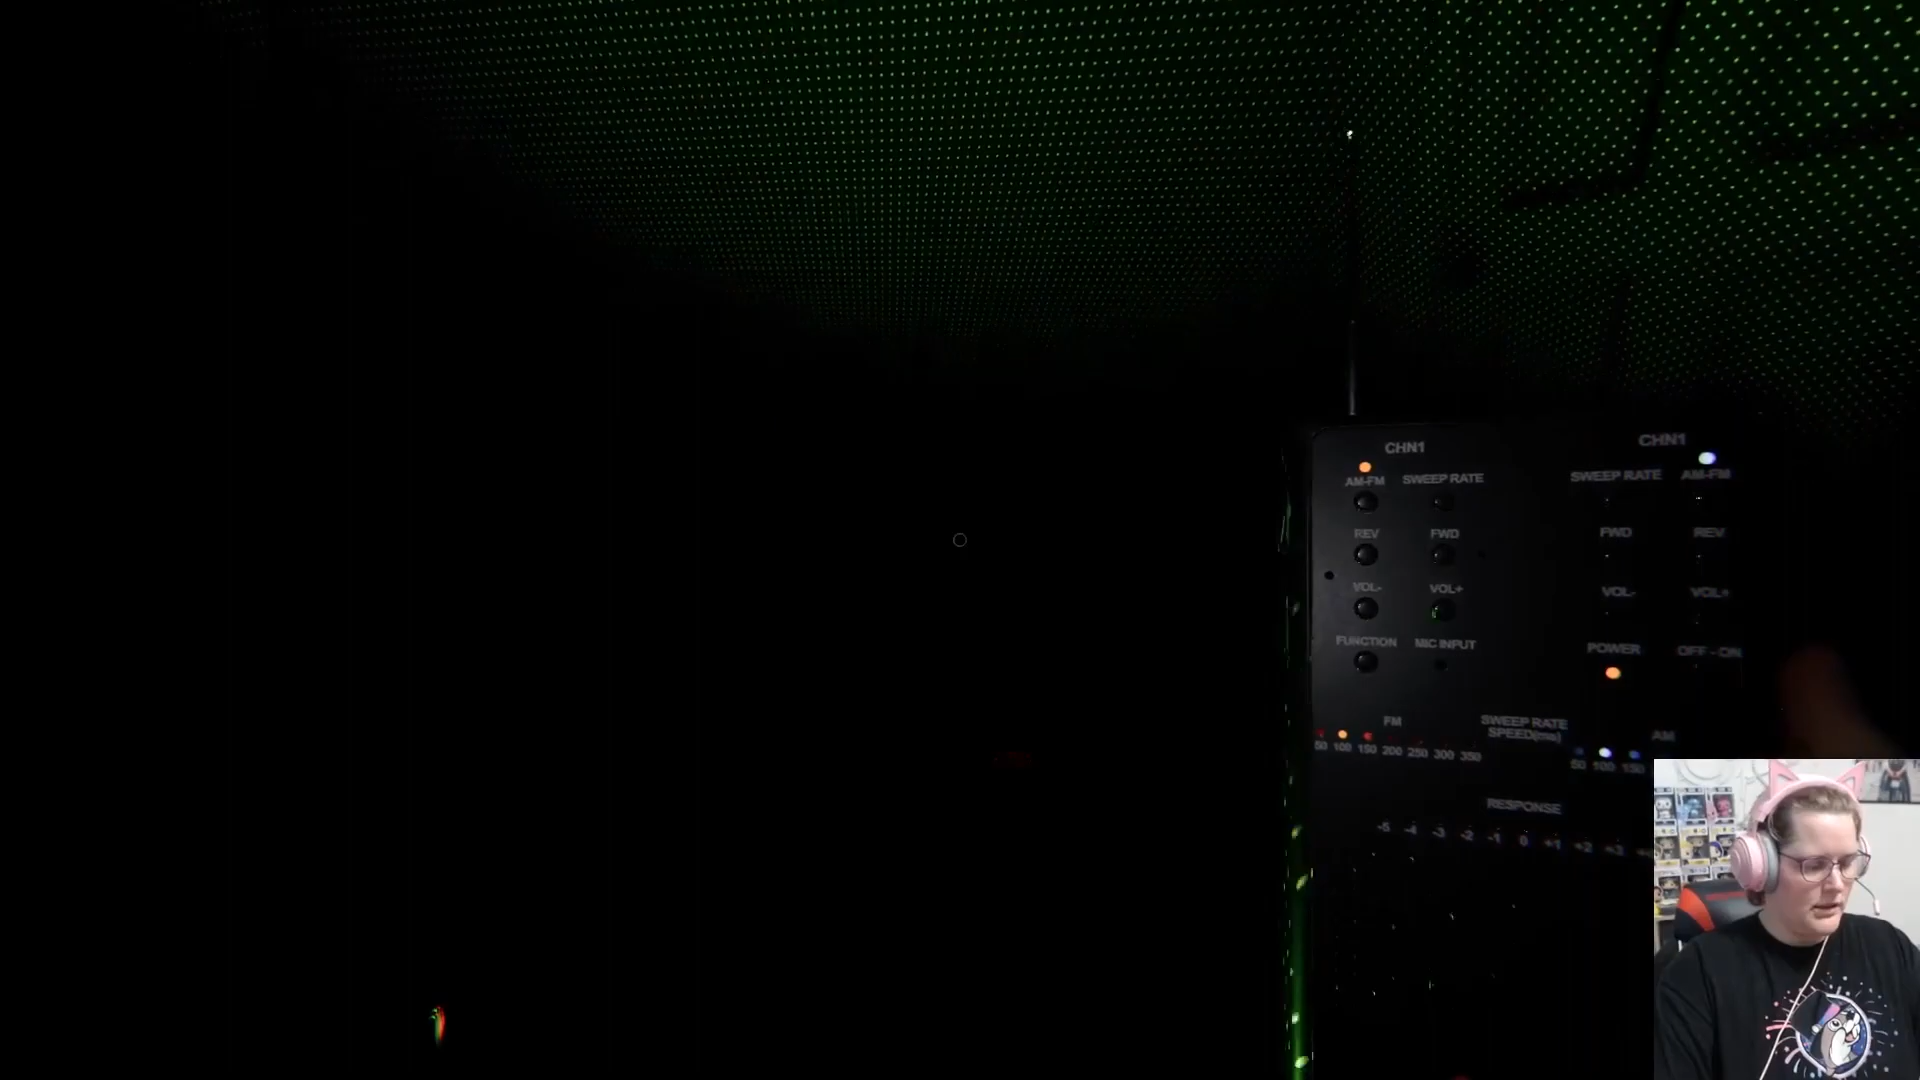 CHN1 CHN1
AM-FM SWEEP RATE SWEEP RATE AM-FM
REV FWD FWD REV
VOL- VOL+ VOL- VOL+
FUNCTION MIC INPUT POWER OFF - ON
FM SWEEP RATE AM
SPEED(ms)
50 100 150 200 250 300 350 50 100 150
RESPONSE
-5 -4 -3 -2 -1 0 +1 +2 +3